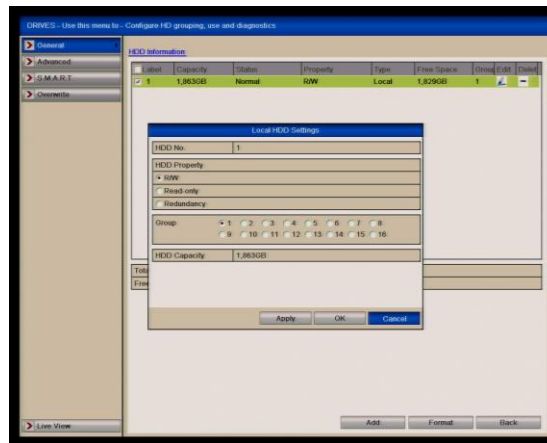 DRIVES - Use this menu to - Configure HD grouping, use and diagnostics.
General
Advanced
S.M.A.R.T.
Overwrite
Live View
HDD Information
Label Capacity Status Property Type Free Space Group Edit Delet
1 1,863GB Normal R/W Local 1,829GB 1
Local HDD Settings
HDD No. 1
HDD Property
R/W
Read-only
Redundancy
Group 1 2 3 4 5 6 7 8
9 10 11 12 13 14 15 16
HDD Capacity 1,863GB
Apply OK Cancel
Tota
Free
Add Format Back